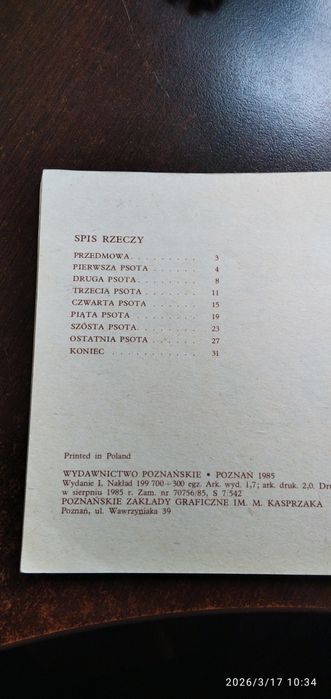 SPIS RZECZY
PRZEDMOWA . . . . . . . . 3
PIERWSZA PSOTA . . . . . . 4
DRUGA PSOTA . . . . . . . 8
TRZECIA PSOTA . . . . . . 11
CZWARTA PSOTA . . . . . . 15
PIĄTA PSOTA . . . . . . . 19
SZÓSTA PSOTA . . . . . . . 23
OSTATNIA PSOTA . . . . . . 27
KONIEC . . . . . . . . . 31
Printed in Poland
WYDAWNICTWO POZNAŃSKIE • POZNAŃ 1985
Wydanie I. Nakład 199 700+300 egz. Ark. wyd. 1,7; ark. druk. 2,0.
w sierpniu 1985 r. Zam. nr 70756/85, S 7/542
POZNAŃSKIE ZAKŁADY GRAFICZNE IM. M. KASPRZAKA
Poznań, ul. Wawrzyniaka 39
2026/3/17 10:34